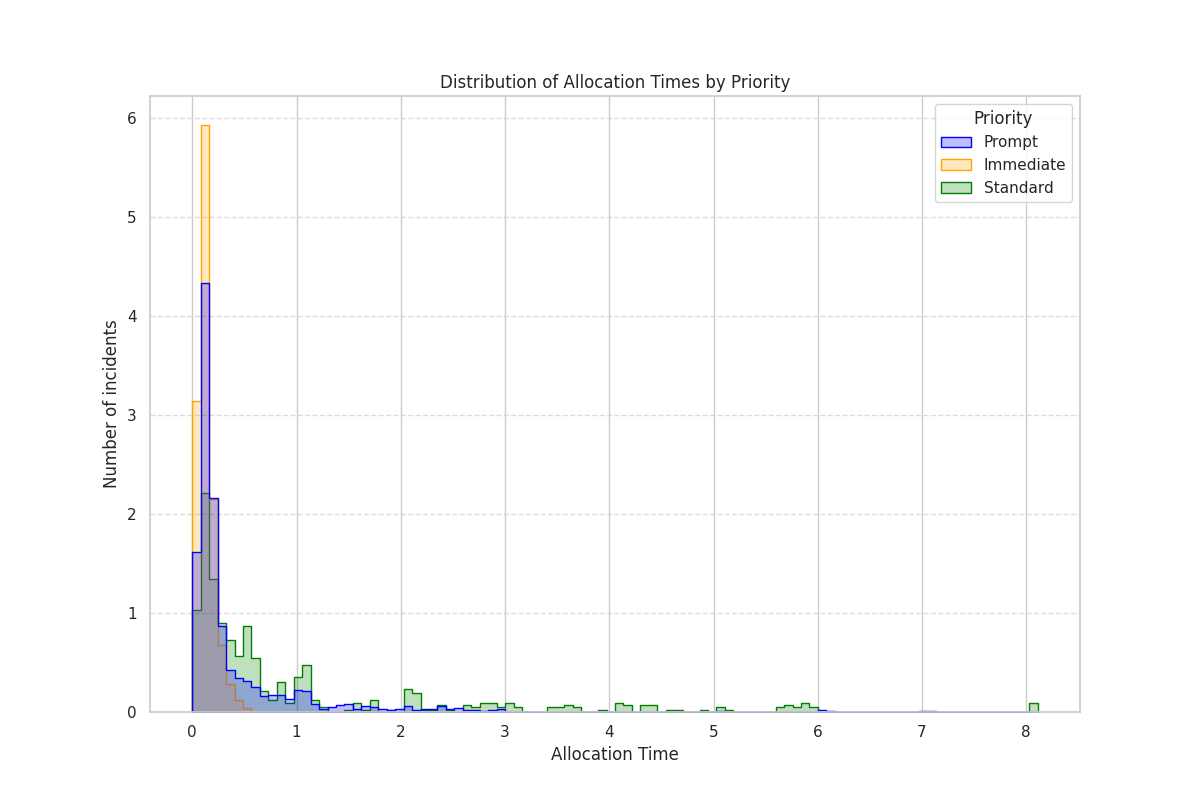 Distribution of Allocation Times by Priority
Priority
Prompt
Immediate
Standard
6
5
4
3
2
1
0
Number of incidents
0 1 2 3 4 5 6 7 8
Allocation Time